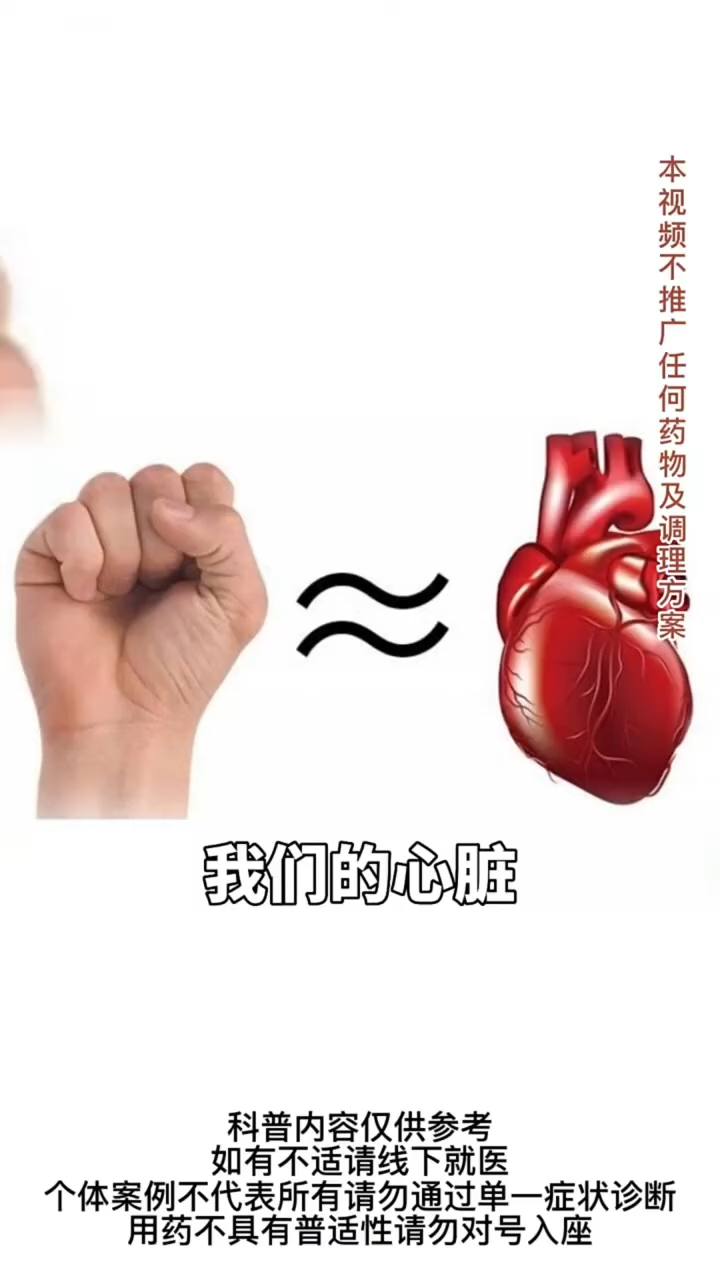 本视频不推广任何药物及调理方案
我们的心脏
科普内容仅供参考
如有不适请线下就医
个体案例不代表所有请勿通过单一症状诊断
用药不具有普适性请勿对号入座